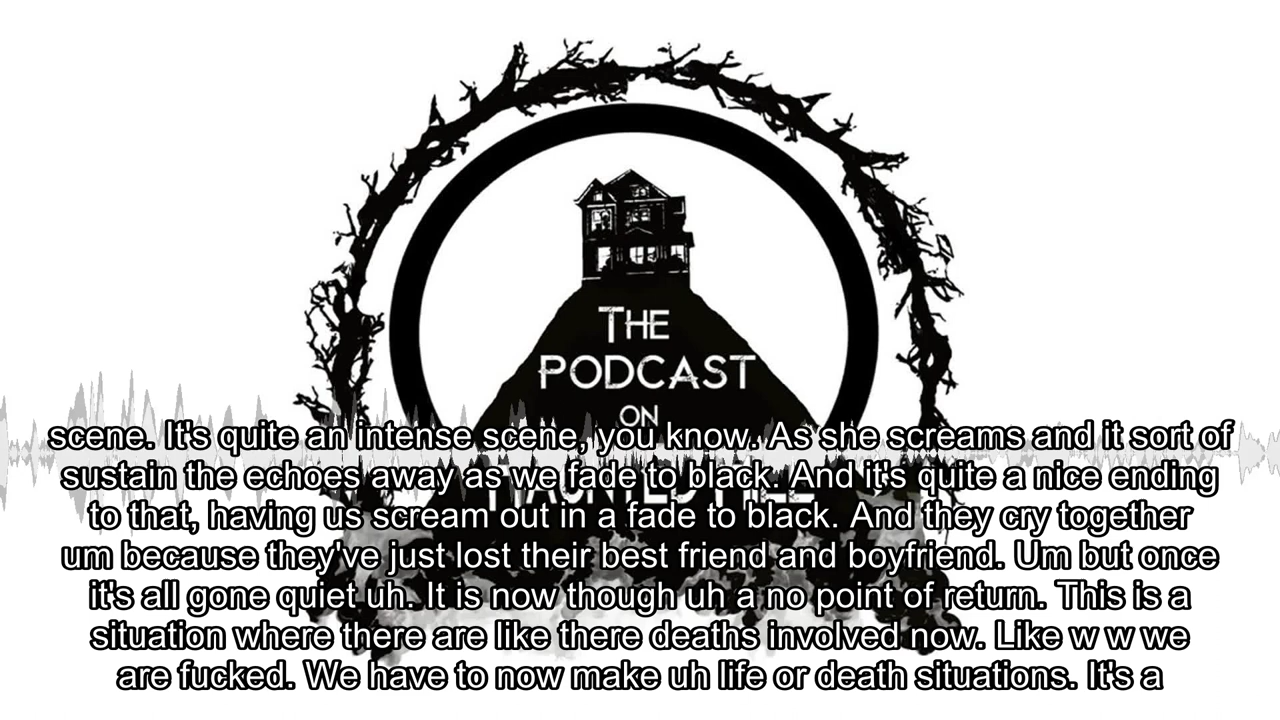 THE
PODCAST
ON
HAUNTED HILL
scene. It's quite an intense scene, you know. As she screams and it sort of
sustain the echoes away as we fade to black. And it's quite a nice ending
to that, having us scream out in a fade to black. And they cry together
um because they've just lost their best friend and boyfriend. Um but once
it's all gone quiet uh. It is now though uh a no point of return. This is a
situation where there are like there deaths involved now. Like w w we
are fucked. We have to now make uh life or death situations. It's a